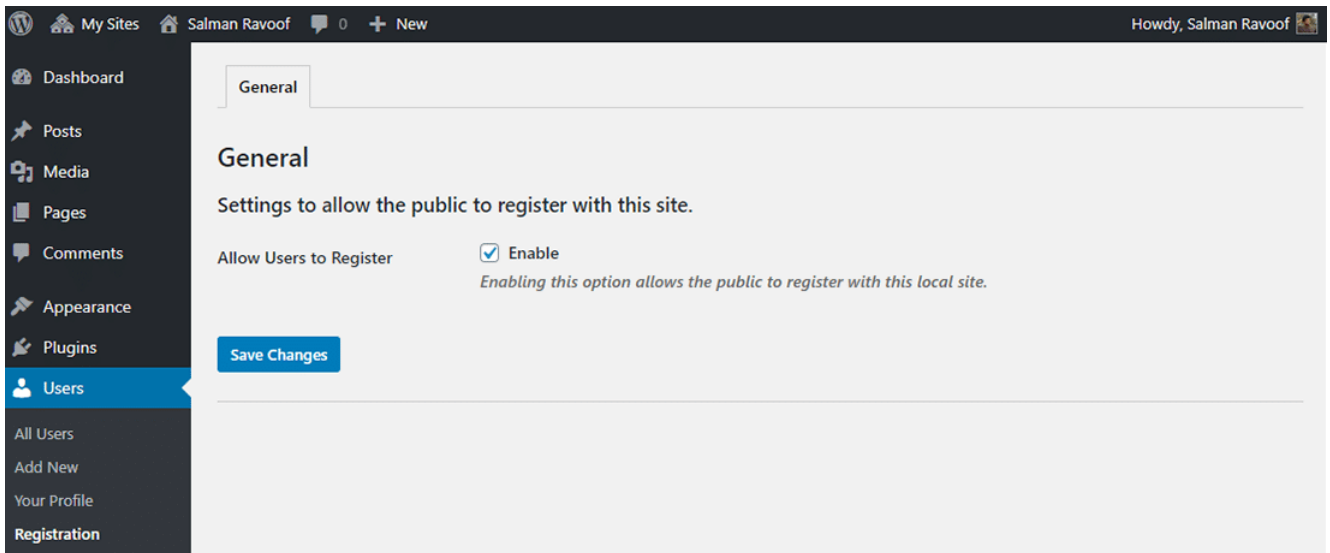 My Sites Salman Ravoof 0 New Howdy, Salman Ravoof
Dashboard
Posts
Media
Pages
Comments
Appearance
Plugins
Users
All Users
Add New
Your Profile
Registration
General
General
Settings to allow the public to register with this site.
Allow Users to Register
Enable
Enabling this option allows the public to register with this local site.
Save Changes